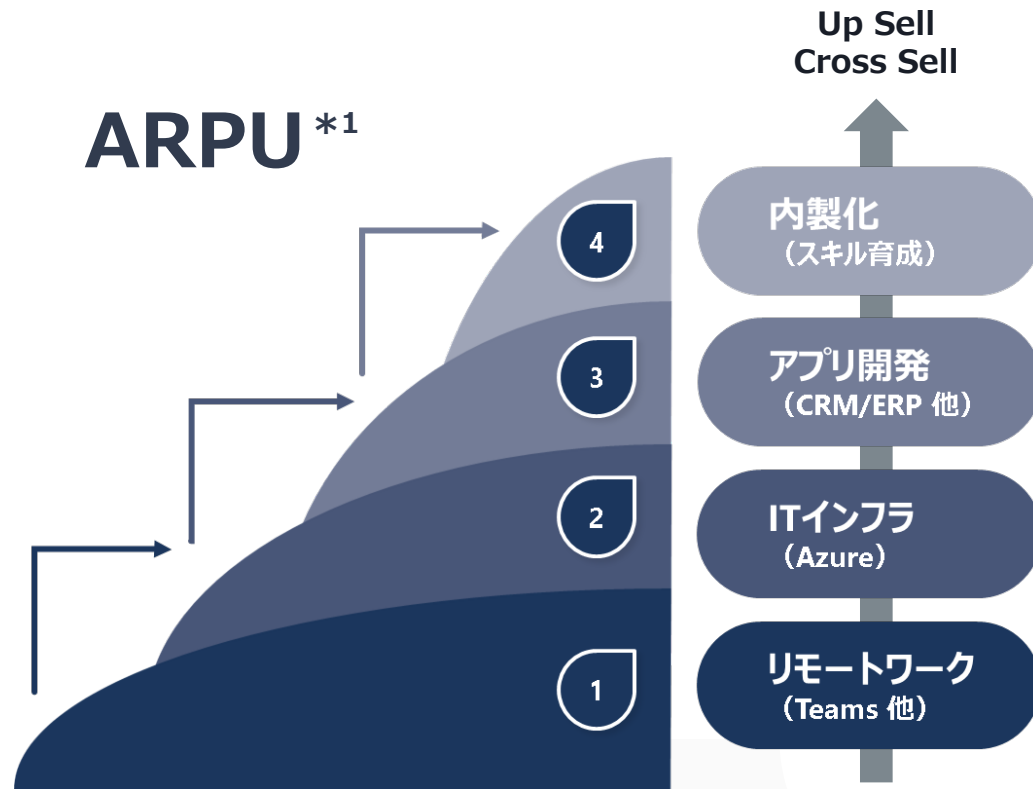 Up Sell
Cross Sell
ARPU*1
4
内製化
（スキル育成）
3
アプリ開発
（CRM/ERP 他）
2
ITインフラ
（Azure）
1
リモートワーク
（Teams 他）